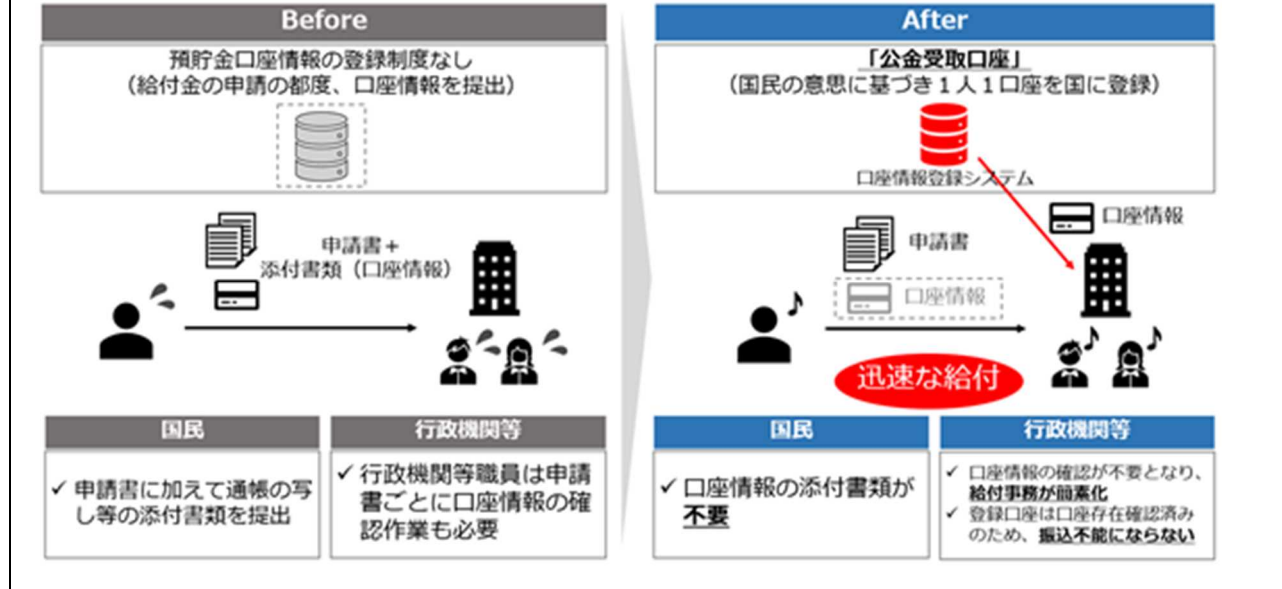 Before
預貯金口座情報の登録制度なし
（給付金の申請の都度、口座情報を提出）
申請書＋
添付書類（口座情報）
国民
✓ 申請書に加えて通帳の写
し等の添付書類を提出
行政機関等
✓ 行政機関等職員は申請
書ごとに口座情報の確
認作業も必要
After
「公金受取口座」
（国民の意思に基づき１人１口座を国に登録）
口座情報登録システム
口座情報
申請書
口座情報
迅速な給付
国民
✓ 口座情報の添付書類が
不要
行政機関等
✓ 口座情報の確認が不要となり、
給付事務が簡素化
✓ 登録口座は口座存在確認済み
のため、振込不能にならない